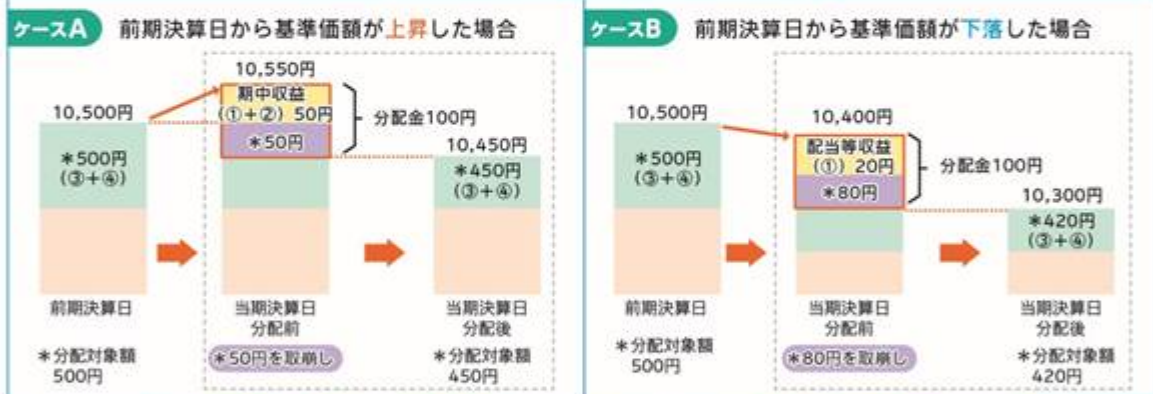 ケースA 前期決算日から基準価額が上昇した場合
10,550円
10,500円
期中収益
(①+②) 50円
分配金100円
*50円
10,450円
*500円
(③+④)
*450円
(③+④)
前期決算日
当期決算日
分配前
当期決算日
分配後
*分配対象額
500円
*50円を取崩し
*分配対象額
450円
ケースB 前期決算日から基準価額が下落した場合
10,500円
10,400円
配当等収益
(①) 20円
分配金100円
*80円
*500円
(③+④)
10,300円
*420円
(③+④)
前期決算日
当期決算日
分配前
当期決算日
分配後
*分配対象額
500円
*80円を取崩し
*分配対象額
420円